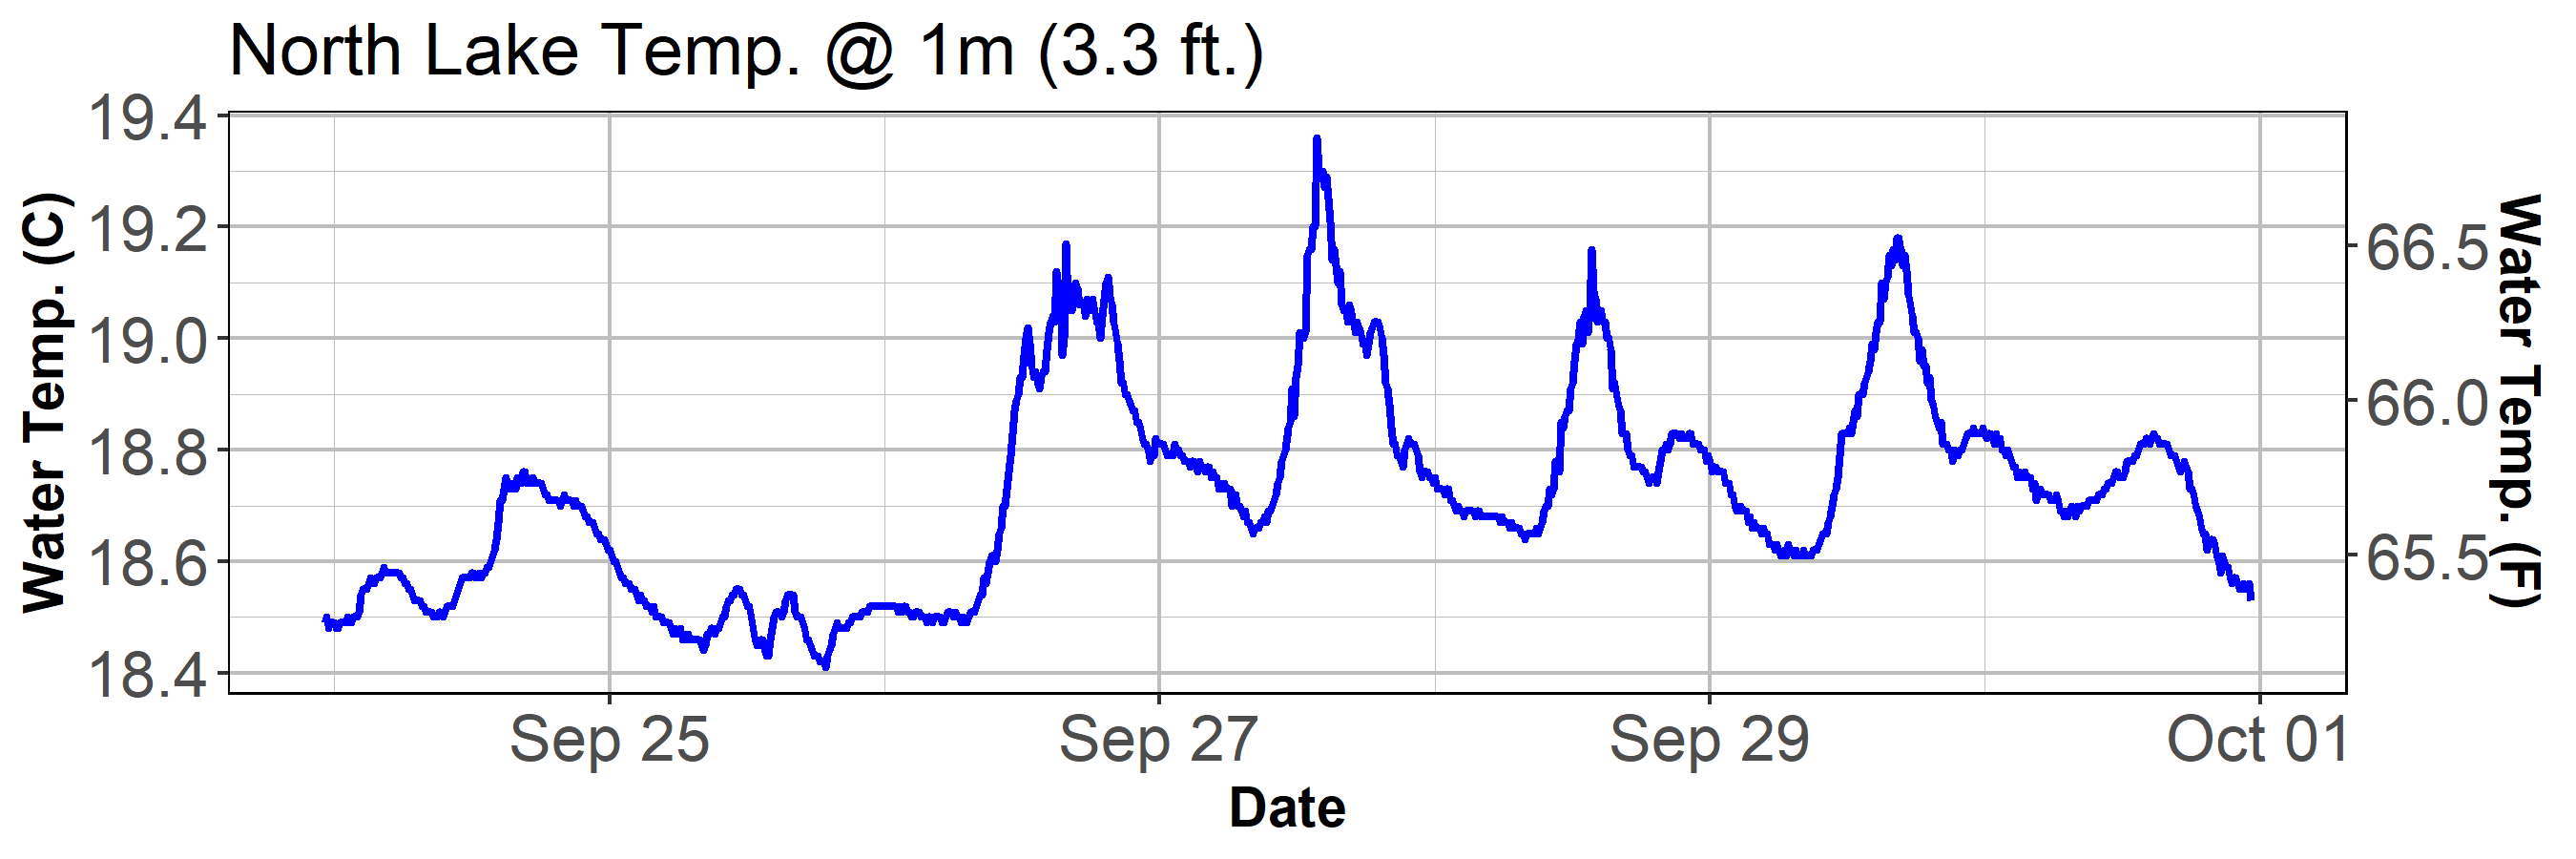 North Lake Temp. @ 1m (3.3 ft.)
Water Temp. (C)
19.4
19.2
19.0
18.8
18.6
18.4
66.5
66.0
65.5
Water Temp. (F)
Sep 25
Sep 27
Sep 29
Oct 01
Date